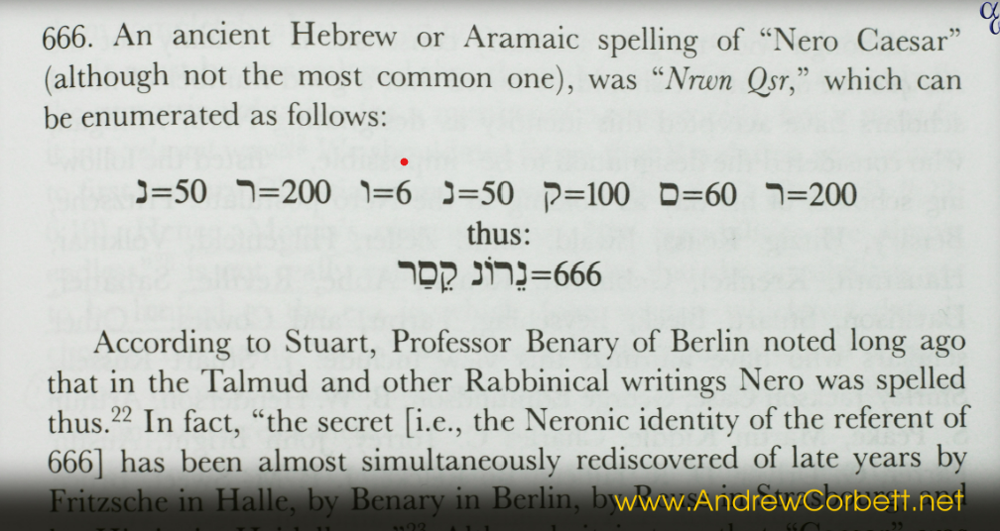 666. An ancient Hebrew or Aramaic spelling of “Nero Caesar”
(although not the most common one), was “Nrwn Qsr,” which can
be enumerated as follows:
נ=50 ר=200 ו=6 נ=50 ק=100 ס=60 ר=200
thus:
נֵרוֹנ קֵסַר=666
According to Stuart, Professor Benary of Berlin noted long ago
that in the Talmud and other Rabbinical writings Nero was spelled
thus.²² In fact, “the secret [i.e., the Neronic identity of the referent of
666] has been almost simultaneously rediscovered of late years by
Fritzsche in Halle, by Benary in Berlin, by Reuss in Strasbourg, and
www.AndrewCorbett.net